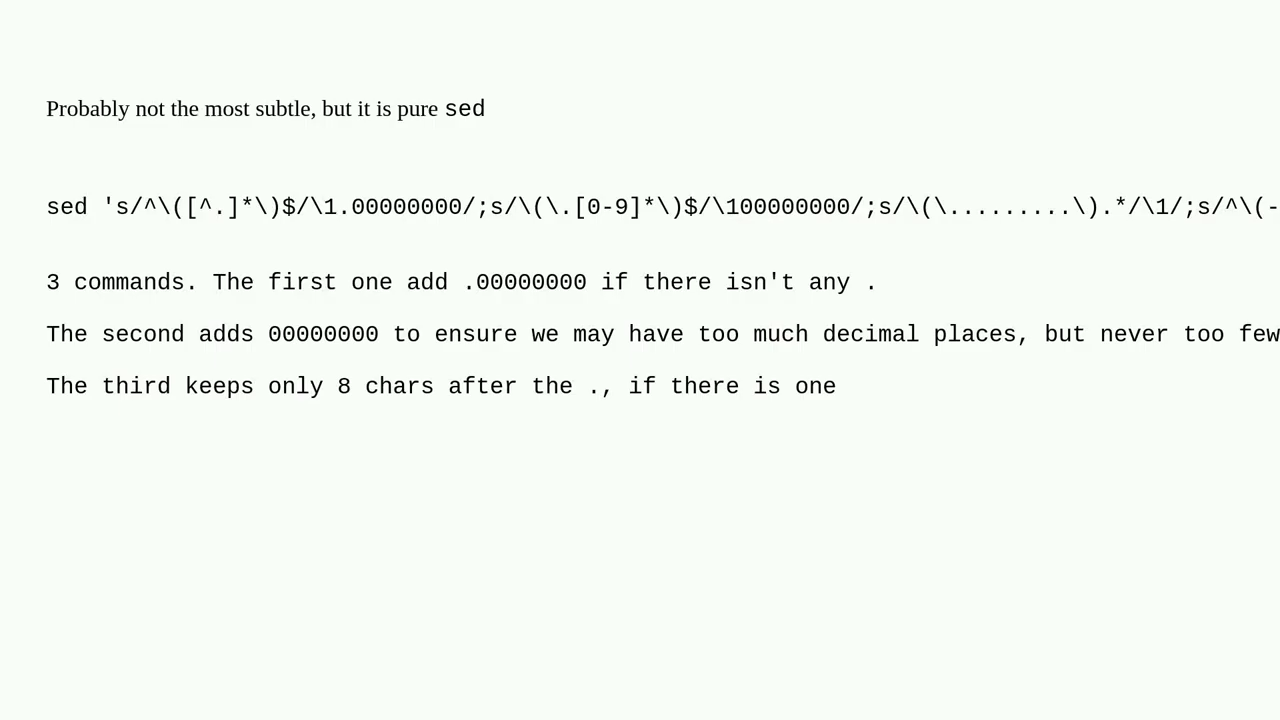 Probably not the most subtle, but it is pure sed
sed 's/^\([^.]*\)$/\1.00000000/;s/\(\.[0-9]*\)$/\100000000/;s/\(\.........\).*/\1/;s/^\(-
3 commands. The first one add .00000000 if there isn't any .
The second adds 00000000 to ensure we may have too much decimal places, but never too few
The third keeps only 8 chars after the ., if there is one